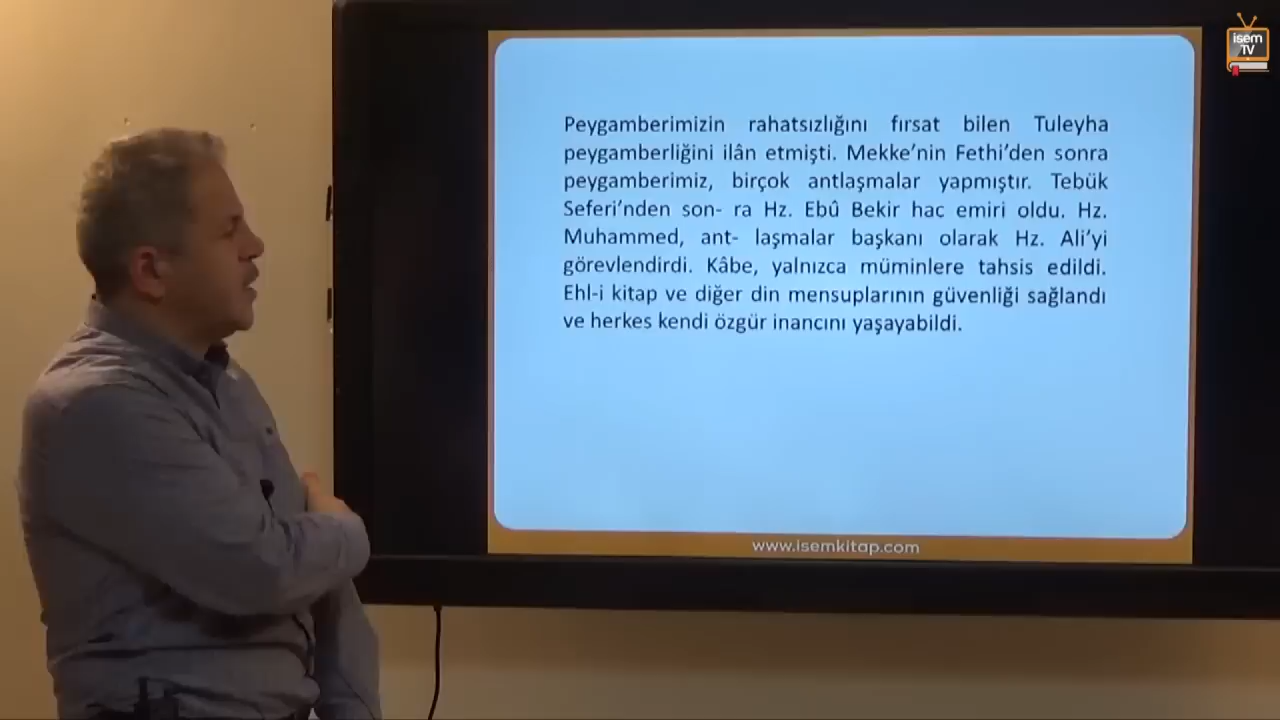 isem
TV
Peygamberimizin rahatsızlığını fırsat bilen Tuleyha
peygamberliğini ilân etmişti. Mekke'nin Fethi'den sonra
peygamberimiz, birçok antlaşmalar yapmıştır. Tebük
Seferi'nden son- ra Hz. Ebû Bekir hac emiri oldu. Hz.
Muhammed, ant- laşmalar başkanı olarak Hz. Ali'yi
görevlendirdi. Kâbe, yalnızca müminlere tahsis edildi.
Ehl-i kitap ve diğer din mensuplarının güvenliği sağlandı
ve herkes kendi özgür inancını yaşayabildi.
www.isemkitap.com